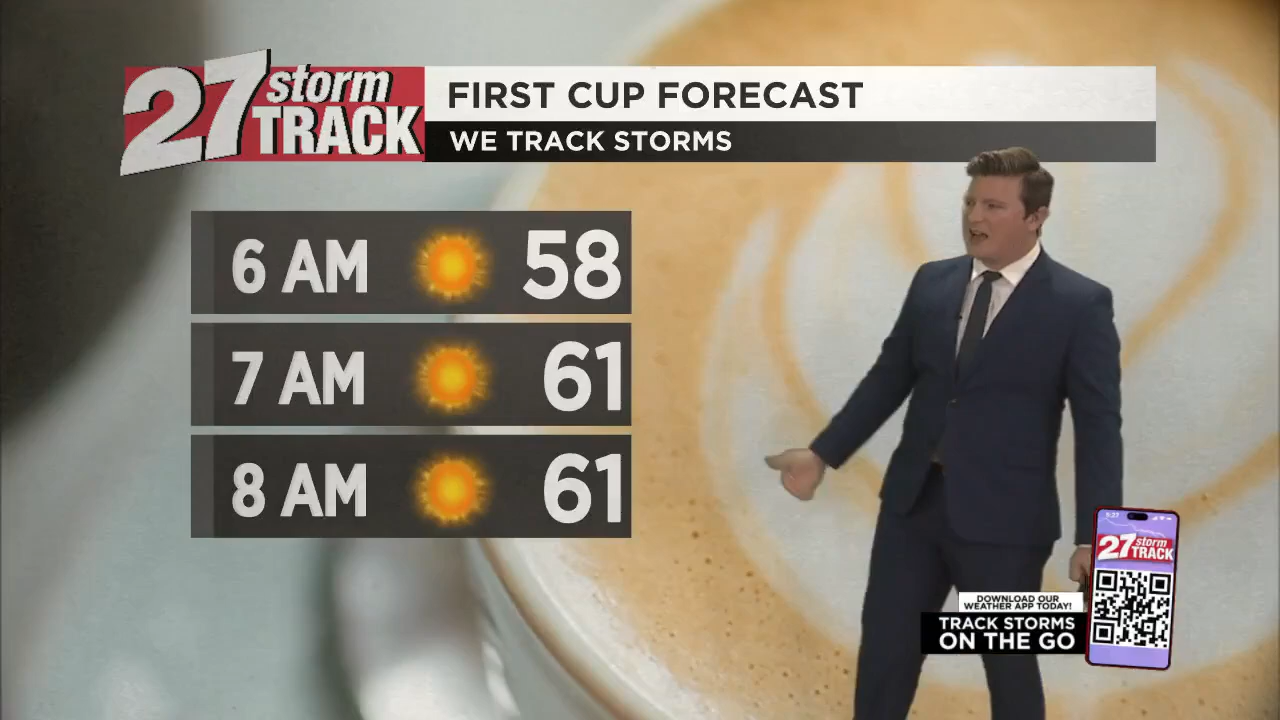 27 storm TRACK
FIRST CUP FORECAST
WE TRACK STORMS
6 AM 58
7 AM 61
8 AM 61
27 storm TRACK
DOWNLOAD OUR
WEATHER APP TODAY!
TRACK STORMS
ON THE GO